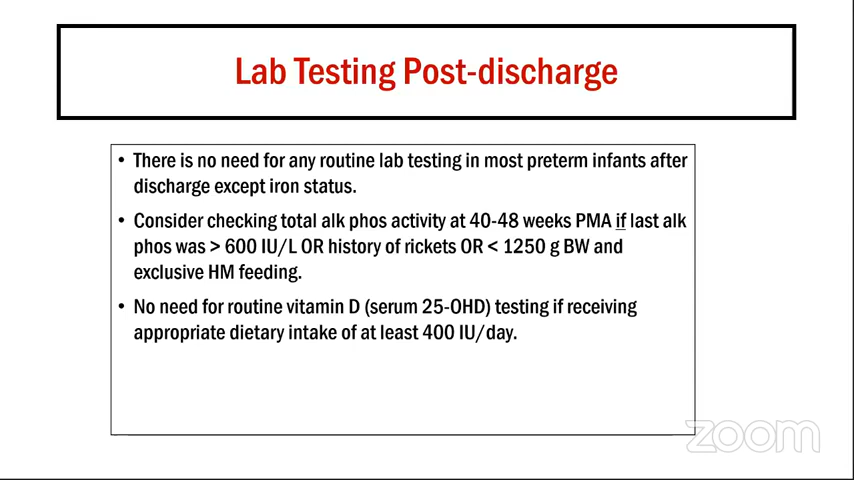 Lab Testing Post-discharge
• There is no need for any routine lab testing in most preterm infants after
discharge except iron status.
• Consider checking total alk phos activity at 40-48 weeks PMA if last alk
phos was > 600 IU/L OR history of rickets OR < 1250 g BW and
exclusive HM feeding.
• No need for routine vitamin D (serum 25-OHD) testing if receiving
appropriate dietary intake of at least 400 IU/day.
zoom